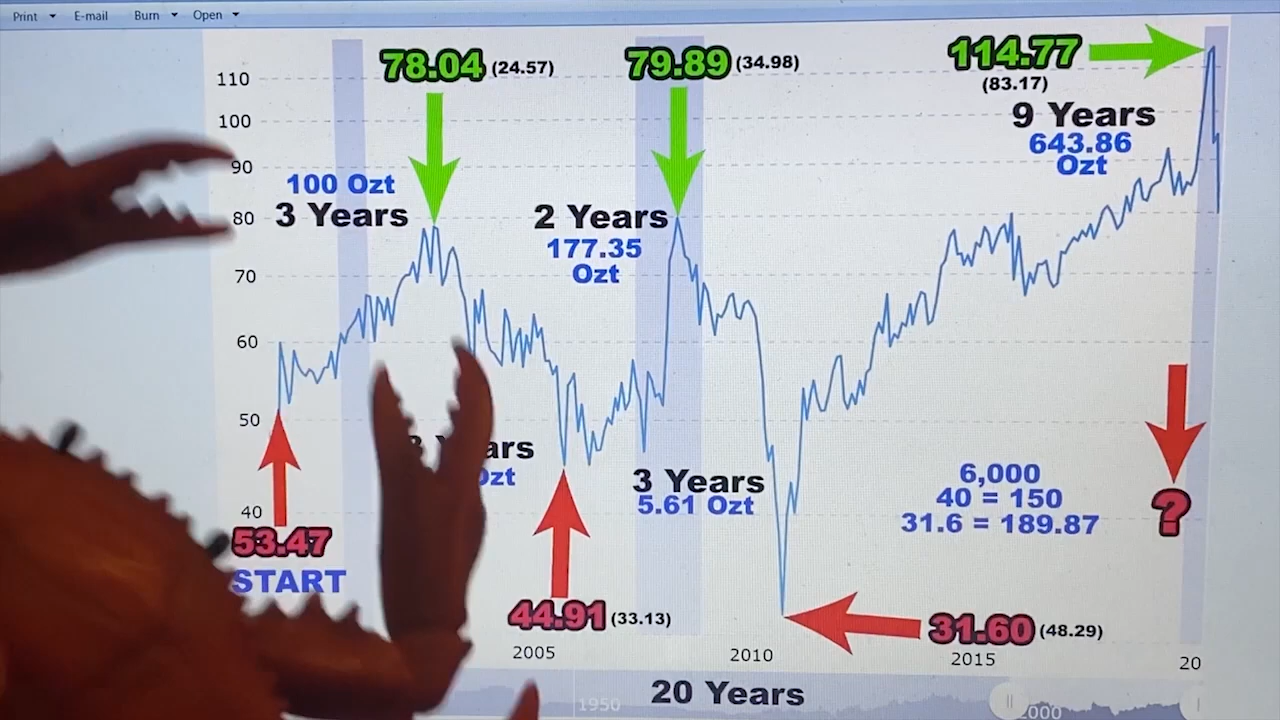 Print E-mail Burn Open
110
100
90
80
70
60
50
40
78.04 (24.57)
79.89 (34.98)
114.77
(83.17)
9 Years
643.86
Ozt
100 Ozt
3 Years
2 Years
177.35
Ozt
Ozt
3 Years
5.61 Ozt
6,000
40 = 150
31.6 = 189.87
?
53.47
START
44.91 (33.13)
31.60 (48.29)
2005 2010 2015 20
20 Years
1950